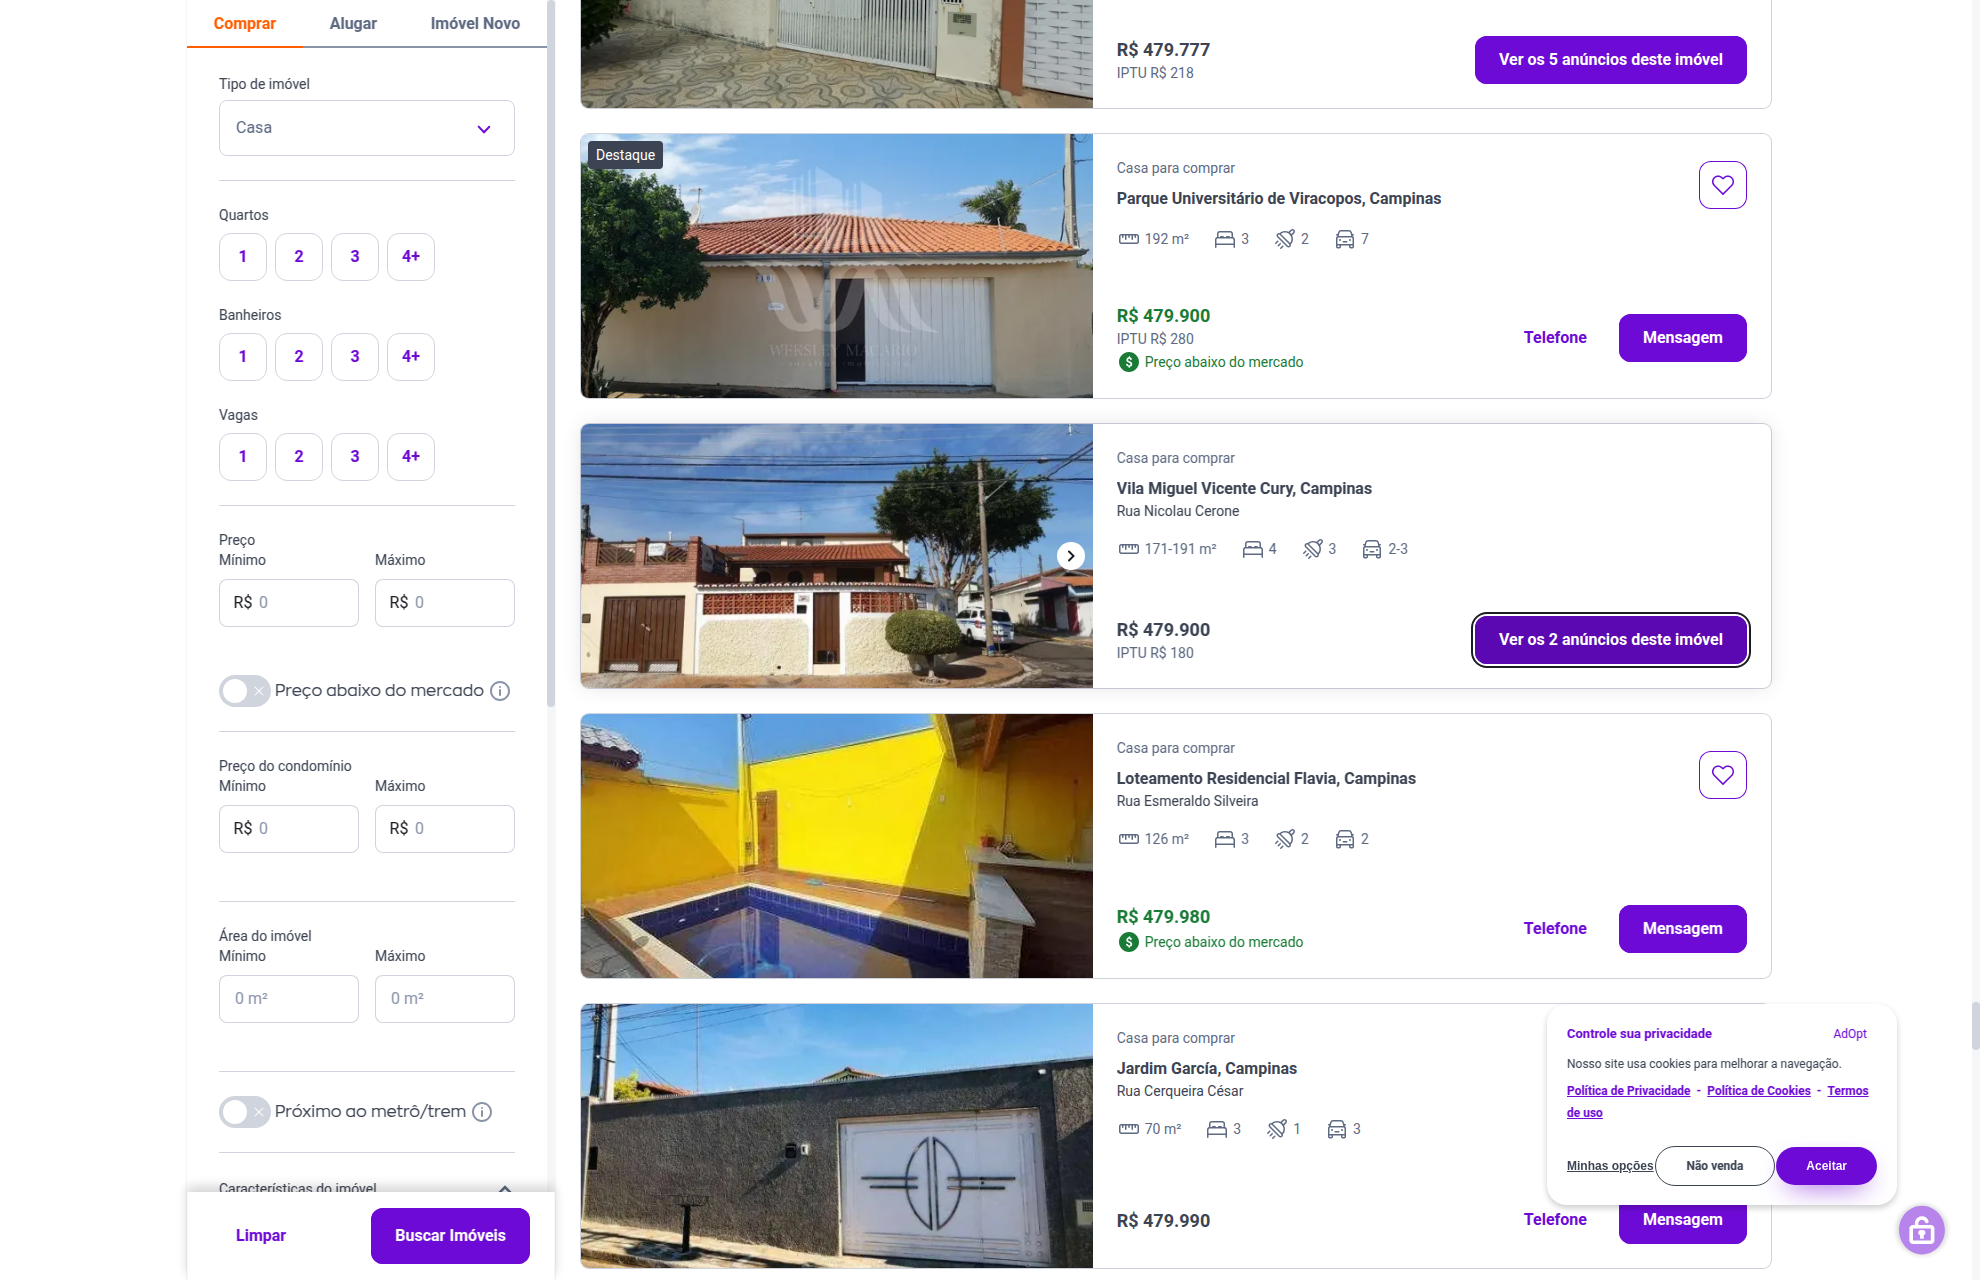 Comprar
Alugar
Imóvel Novo
Tipo de imóvel
Casa
Quartos
1
2
3
4+
Banheiros
1
2
3
4+
Vagas
1
2
3
4+
Preço
Mínimo
Máximo
R$ 0
R$ 0
Preço abaixo do mercado
Preço do condomínio
Mínimo
Máximo
R$ 0
R$ 0
Área do imóvel
Mínimo
Máximo
0 m²
0 m²
Próximo ao metrô/trem
Características do imóvel
Limpar
Buscar Imóveis
R$ 479.777
IPTU R$ 218
Ver os 5 anúncios deste imóvel
Destaque
WEKSLEY MACARIO
Casa para comprar
Parque Universitário de Viracopos, Campinas
192 m²
3
2
7
R$ 479.900
IPTU R$ 280
Preço abaixo do mercado
Telefone
Mensagem
Casa para comprar
Vila Miguel Vicente Cury, Campinas
Rua Nicolau Cerone
171-191 m²
4
3
2-3
R$ 479.900
IPTU R$ 180
Ver os 2 anúncios deste imóvel
Casa para comprar
Loteamento Residencial Flavia, Campinas
Rua Esmeraldo Silveira
126 m²
3
2
2
R$ 479.980
Preço abaixo do mercado
Telefone
Mensagem
Casa para comprar
Jardim García, Campinas
Rua Cerqueira César
70 m²
3
1
3
R$ 479.990
Telefone
Mensagem
Controle sua privacidade
AdOpt
Nosso site usa cookies para melhorar a navegação.
Política de Privacidade - Política de Cookies - Termos
de uso
Minhas opções
Não venda
Aceitar